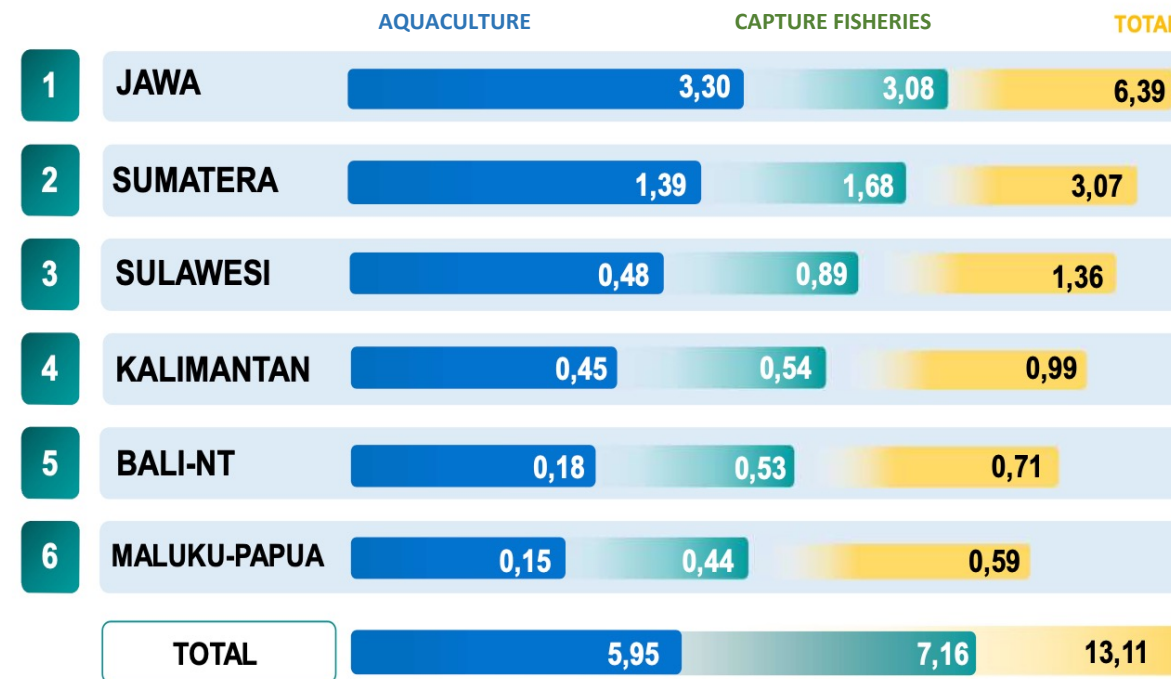 AQUACULTURE CAPTURE FISHERIES TOTAL
1 JAWA 3,30 3,08 6,39
2 SUMATERA 1,39 1,68 3,07
3 SULAWESI 0,48 0,89 1,36
4 KALIMANTAN 0,45 0,54 0,99
5 BALI-NT 0,18 0,53 0,71
6 MALUKU-PAPUA 0,15 0,44 0,59
TOTAL 5,95 7,16 13,11